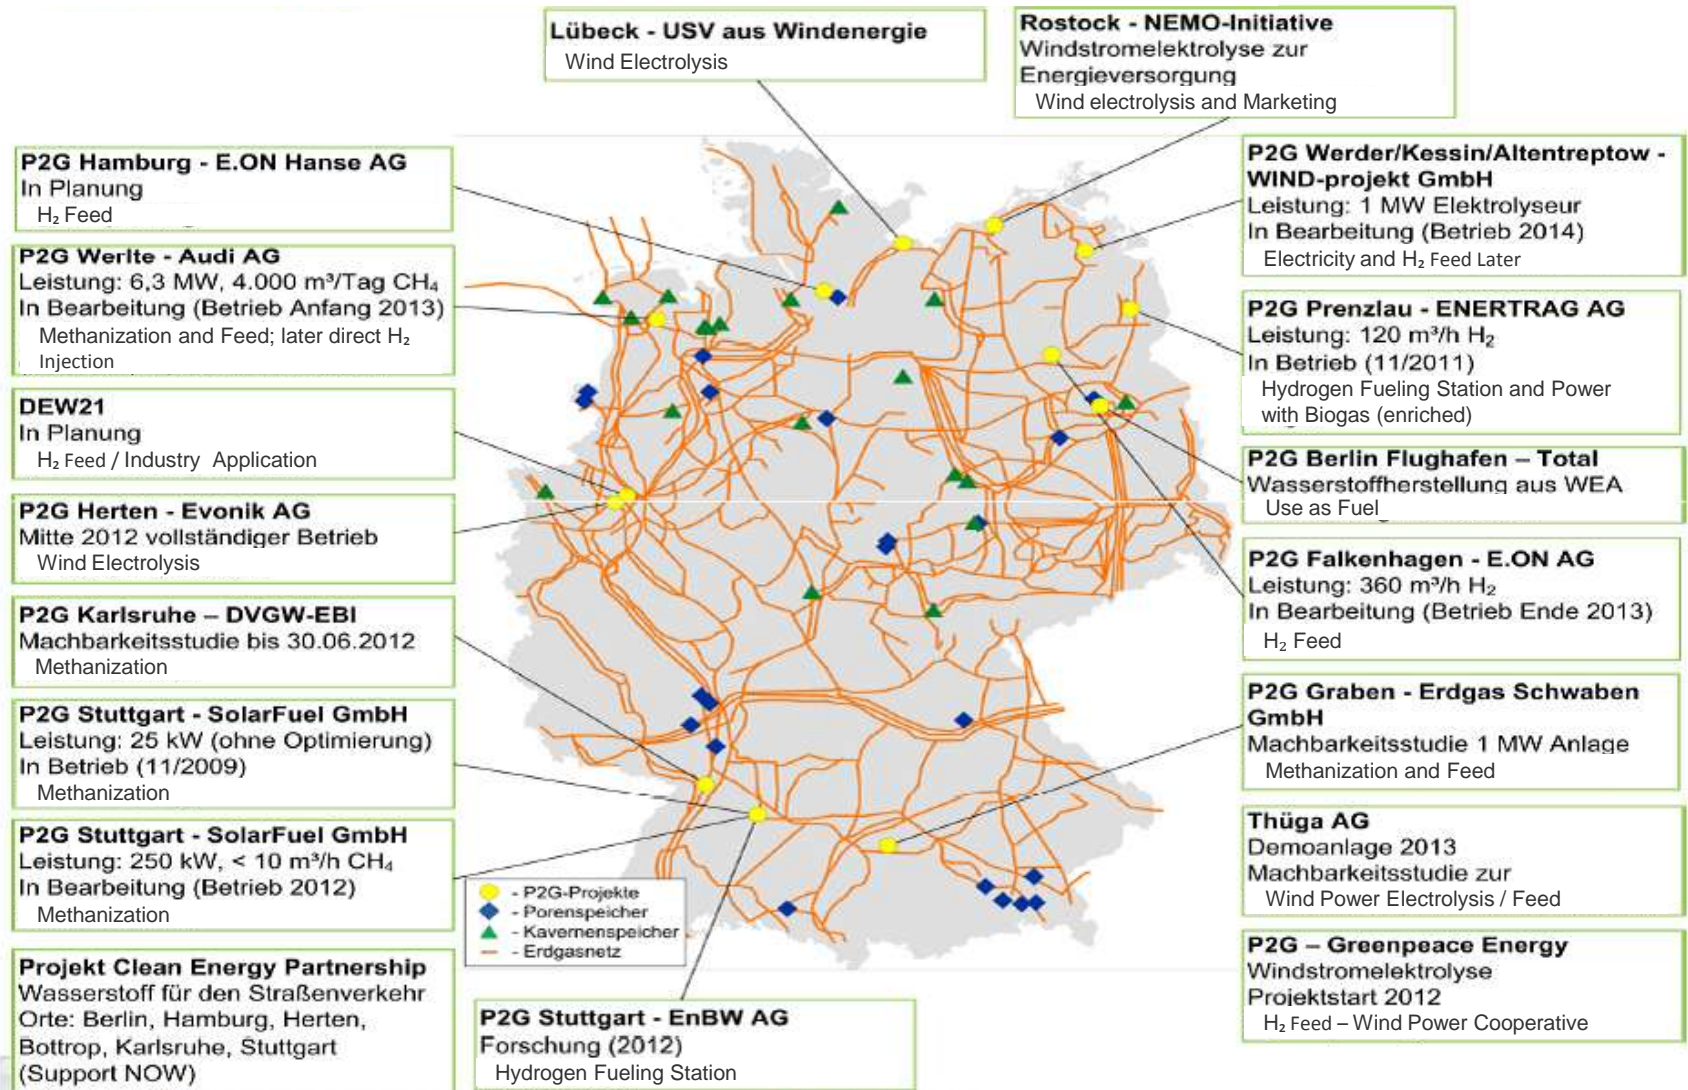 Lübeck - USV aus Windenergie
Wind Electrolysis
Rostock - NEMO-Initiative
Windstromelektrolyse zur
Energieversorgung
Wind electrolysis and Marketing
P2G Hamburg - E.ON Hanse AG
In Planung
H₂ Feed
P2G Werlte - Audi AG
Leistung: 6,3 MW, 4.000 m³/Tag CH₄
In Bearbeitung (Betrieb Anfang 2013)
Methanization and Feed; later direct H₂
Injection
DEW21
In Planung
H₂ Feed / Industry Application
P2G Herten - Evonik AG
Mitte 2012 vollständiger Betrieb
Wind Electrolysis
P2G Karlsruhe – DVGW-EBI
Machbarkeitsstudie bis 30.06.2012
Methanization
P2G Stuttgart - SolarFuel GmbH
Leistung: 25 kW (ohne Optimierung)
In Betrieb (11/2009)
Methanization
P2G Stuttgart - SolarFuel GmbH
Leistung: 250 kW, < 10 m³/h CH₄
In Bearbeitung (Betrieb 2012)
Methanization
Projekt Clean Energy Partnership
Wasserstoff für den Straßenverkehr
Orte: Berlin, Hamburg, Herten,
Bottrop, Karlsruhe, Stuttgart
(Support NOW)
- P2G-Projekte
- Porenspeicher
- Kavernenspeicher
- Erdgasnetz
P2G Stuttgart - EnBW AG
Forschung (2012)
Hydrogen Fueling Station
P2G Werder/Kessin/Altentreptow -
WIND-projekt GmbH
Leistung: 1 MW Elektrolyseur
In Bearbeitung (Betrieb 2014)
Electricity and H₂ Feed Later
P2G Prenzlau - ENERTRAG AG
Leistung: 120 m³/h H₂
In Betrieb (11/2011)
Hydrogen Fueling Station and Power
with Biogas (enriched)
P2G Berlin Flughafen – Total
Wasserstoffherstellung aus WEA
Use as Fuel
P2G Falkenhagen - E.ON AG
Leistung: 360 m³/h H₂
In Bearbeitung (Betrieb Ende 2013)
H₂ Feed
P2G Graben - Erdgas Schwaben
GmbH
Machbarkeitsstudie 1 MW Anlage
Methanization and Feed
Thüga AG
Demoanlage 2013
Machbarkeitsstudie zur
Wind Power Electrolysis / Feed
P2G – Greenpeace Energy
Windstromelektrolyse
Projektstart 2012
H₂ Feed – Wind Power Cooperative